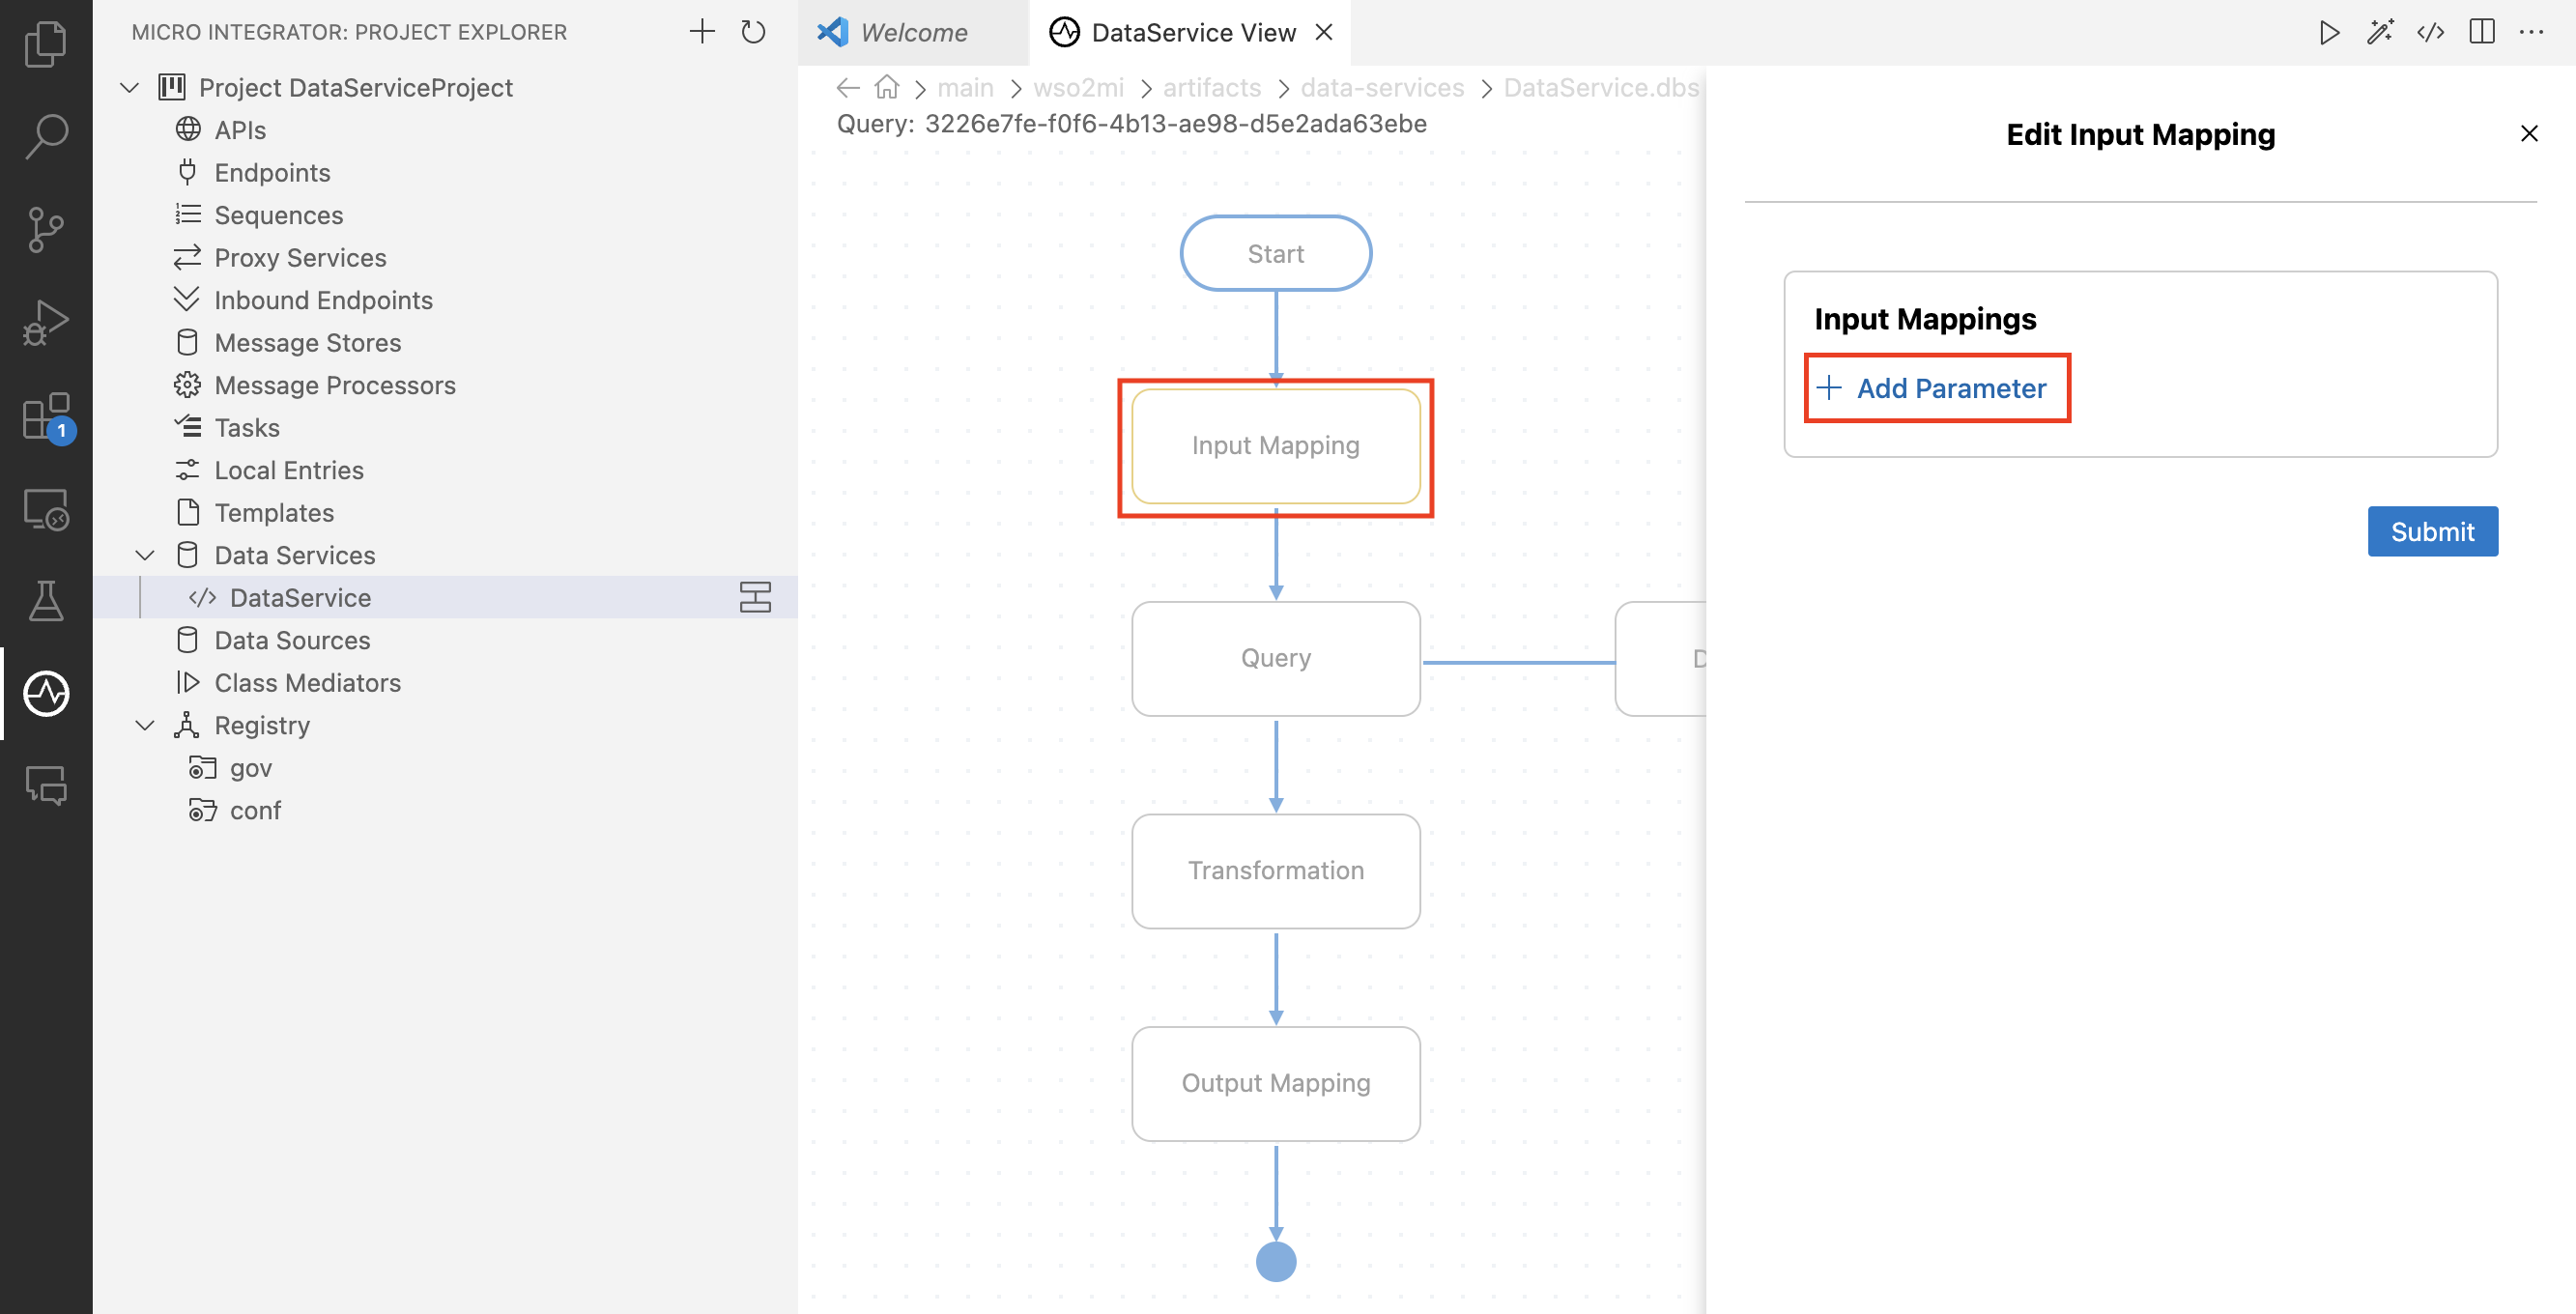 MICRO INTEGRATOR: PROJECT EXPLORER
Project DataServiceProject
APIs
Endpoints
Sequences
Proxy Services
Inbound Endpoints
Message Stores
Message Processors
Tasks
Local Entries
Templates
Data Services
DataService
Data Sources
Class Mediators
Registry
gov
conf
1
Welcome
DataService View
main > wso2mi > artifacts > data-services > DataService.dbs
Query: 3226e7fe-f0f6-4b13-ae98-d5e2ada63ebe
Start
Input Mapping
Query
Transformation
Output Mapping
Edit Input Mapping
Input Mappings
Add Parameter
Submit